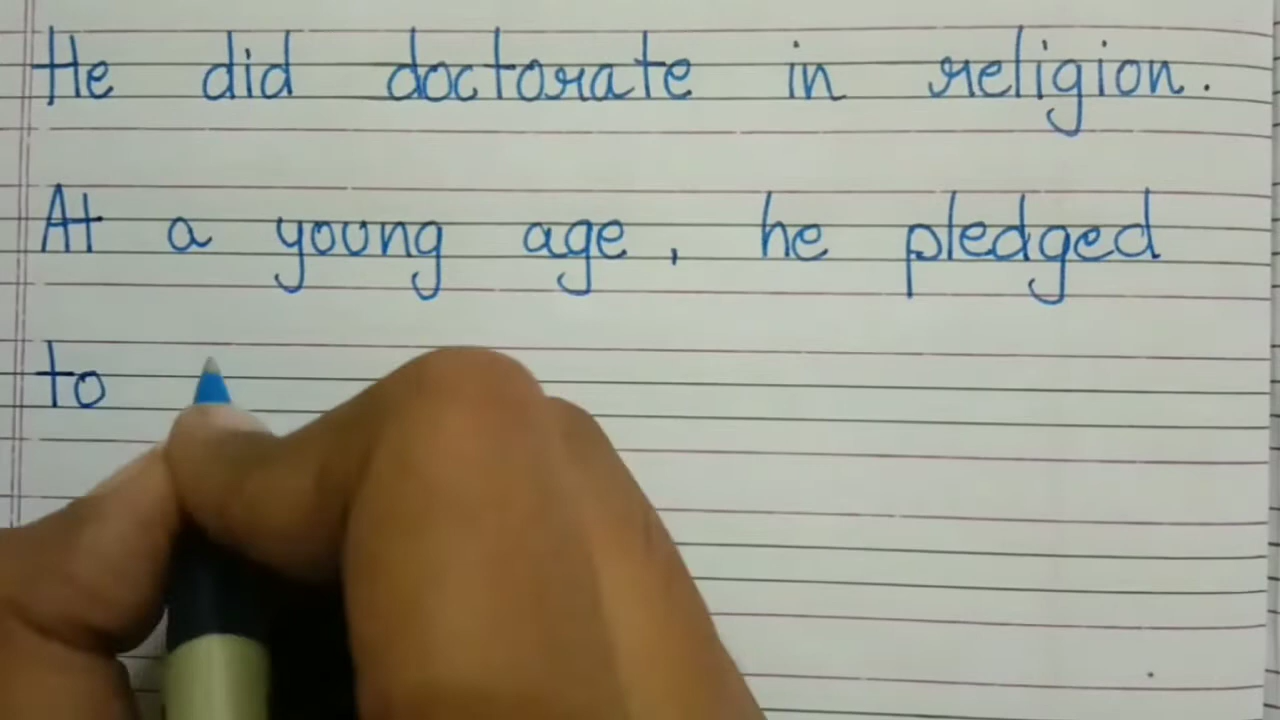 He did doctorate in religion.
At a young age, he pledged
to